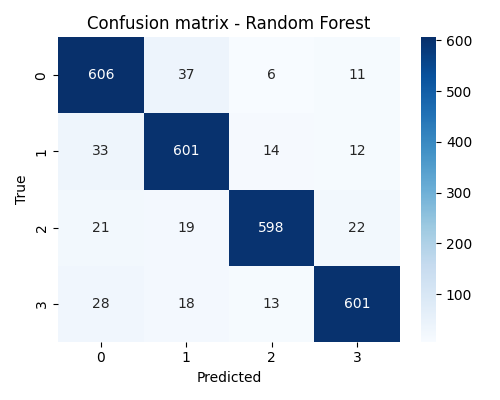 Confusion matrix - Random Forest
0 606 37 6 11
1 33 601 14 12
2 21 19 598 22
3 28 18 13 601
0 1 2 3
Predicted
True
600
500
400
300
200
100